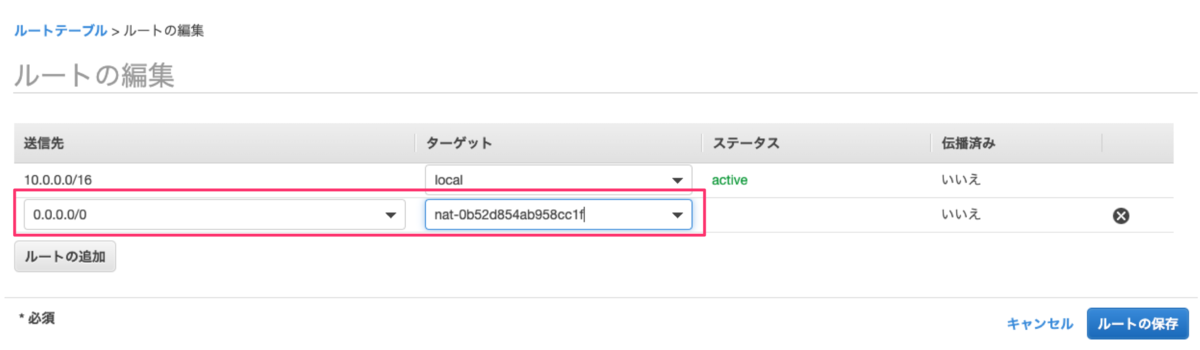 ルートテーブル > ルートの編集
ルートの編集
送信先 ターゲット ステータス 伝播済み
10.0.0.0/16 local active いいえ
0.0.0.0/0 nat-0b52d854ab958cc1f いいえ
ルートの追加
* 必須 キャンセル ルートの保存